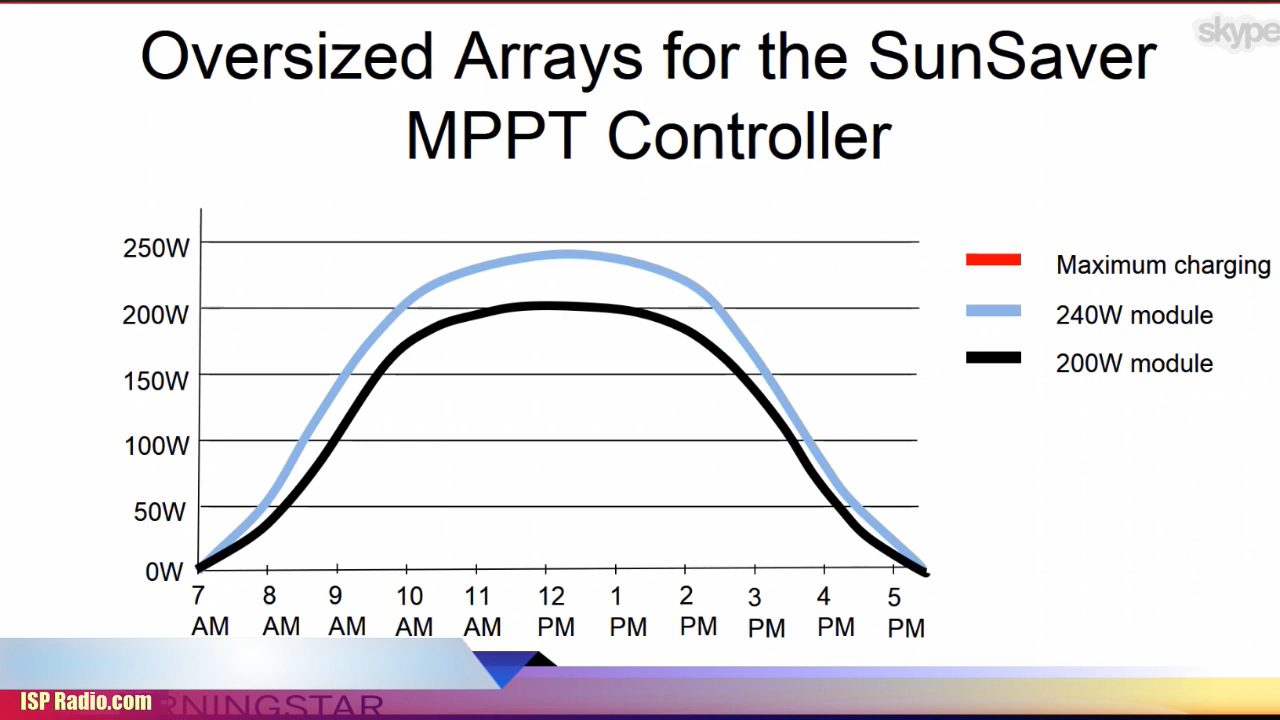 skype
Oversized Arrays for the SunSaver
MPPT Controller
250W
200W
150W
100W
50W
0W
7 8 9 10 11 12 1 2 3 4 5
AM AM AM AM AM PM PM PM PM PM PM
Maximum charging
240W module
200W module
ISP Radio.com
RNINGSTAR